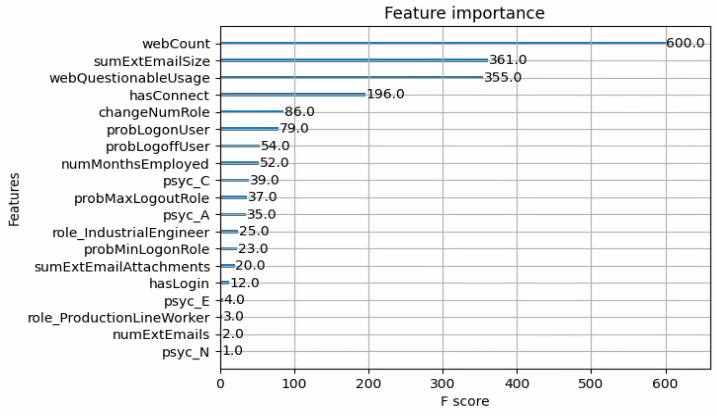 Feature importance
webCount 600.0
sumExtEmailSize 361.0
webQuestionableUsage 355.0
hasConnect 196.0
changeNumRole 86.0
probLogonUser 79.0
probLogoffUser 54.0
numMonthsEmployed 52.0
psyc_C 39.0
probMaxLogoutRole 37.0
psyc_A 35.0
role_IndustrialEngineer 25.0
probMinLogonRole 23.0
sumExtEmailAttachments 20.0
hasLogin 12.0
psyc_E 4.0
role_ProductionLineWorker 3.0
numExtEmails 2.0
psyc_N 1.0
Features
0 100 200 300 400 500 600
F score